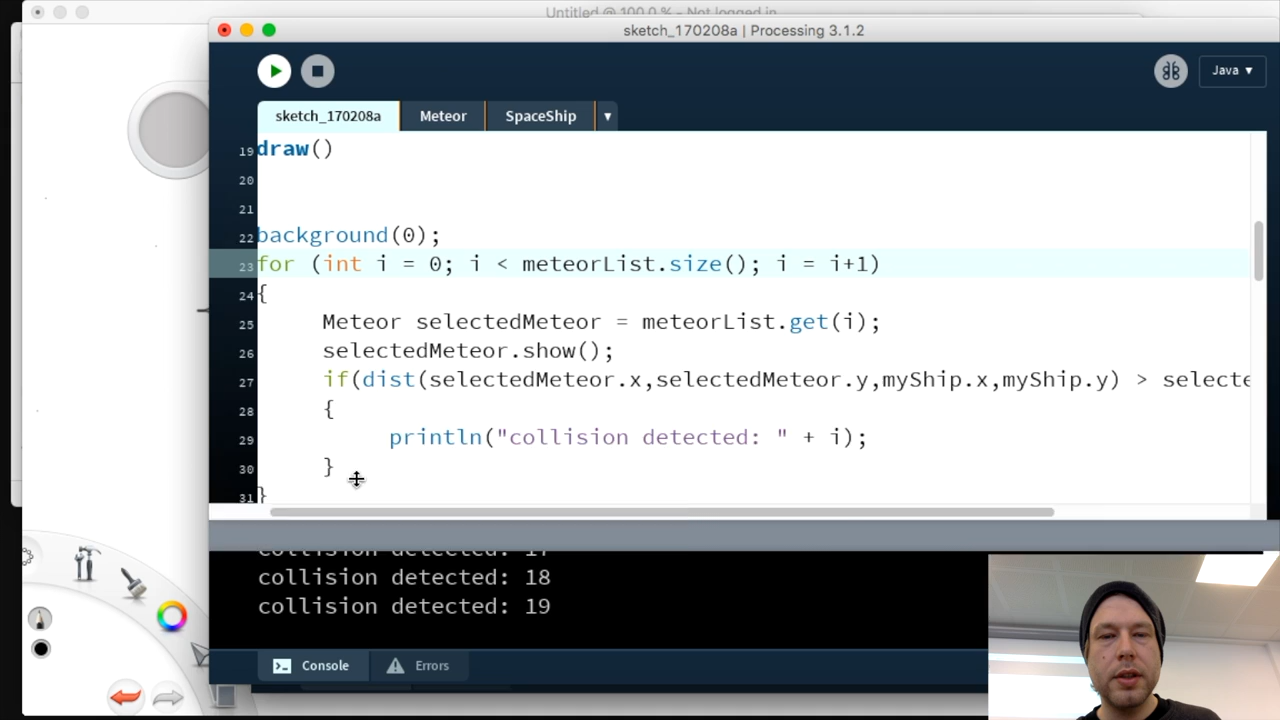 Untitled @ 100.0 % - Not logged in
sketch_170208a | Processing 3.1.2
Java ▾
sketch_170208a Meteor SpaceShip ▾
19 draw()
20
21
22 background(0);
23 for (int i = 0; i < meteorList.size(); i = i+1)
24 {
25 Meteor selectedMeteor = meteorList.get(i);
26 selectedMeteor.show();
27 if(dist(selectedMeteor.x,selectedMeteor.y,myShip.x,myShip.y) > selecte
28 {
29 println("collision detected: " + i);
30 }
31 }
collision detected: 17
collision detected: 18
collision detected: 19
Console Errors